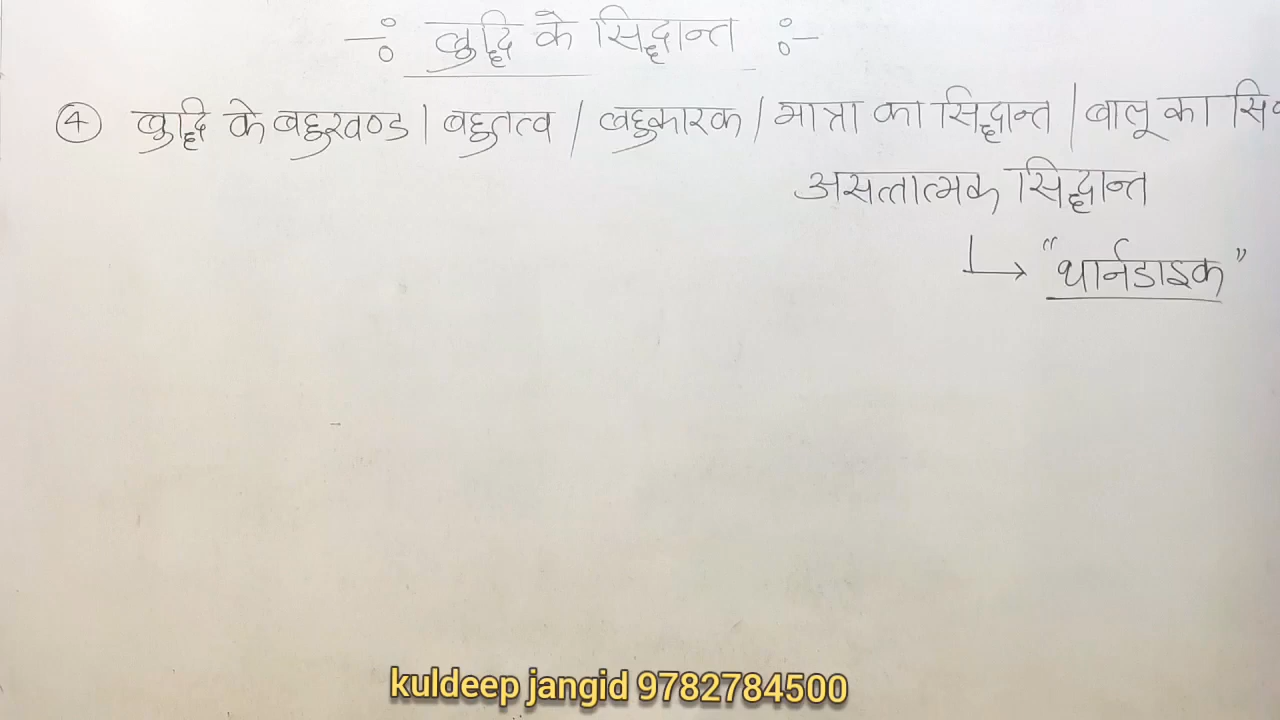 -: बुद्धि के सिद्धान्त :-
④ बुद्धि के बहुखण्ड / बहुतत्व / बहुकारक / मात्रा का सिद्धान्त / बालू का
असत्तात्मक सिद्धान्त
↳ "थार्नडाइक"
kuldeep jangid 9782784500